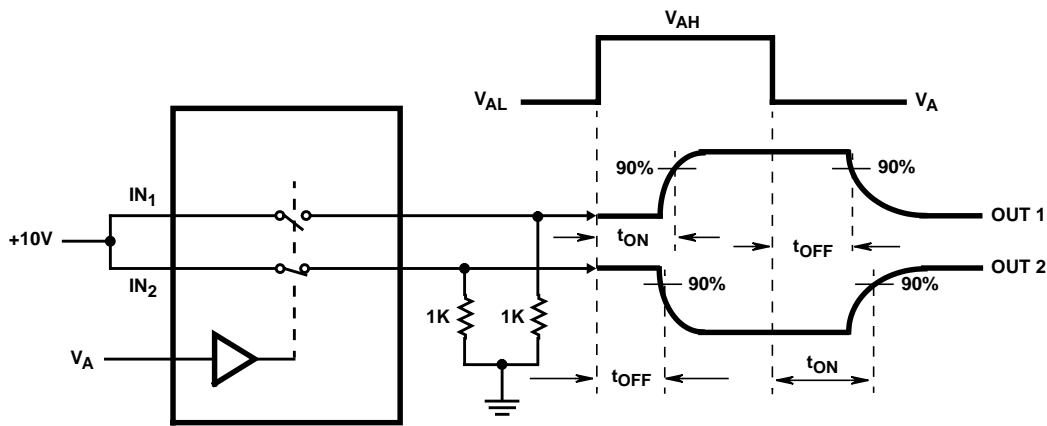 V_AH
V_AL
V_A
90%
90%
IN_1
OUT 1
+10V
t_ON
t_OFF
OUT 2
IN_2
90%
90%
1K
1K
V_A
t_OFF
t_ON